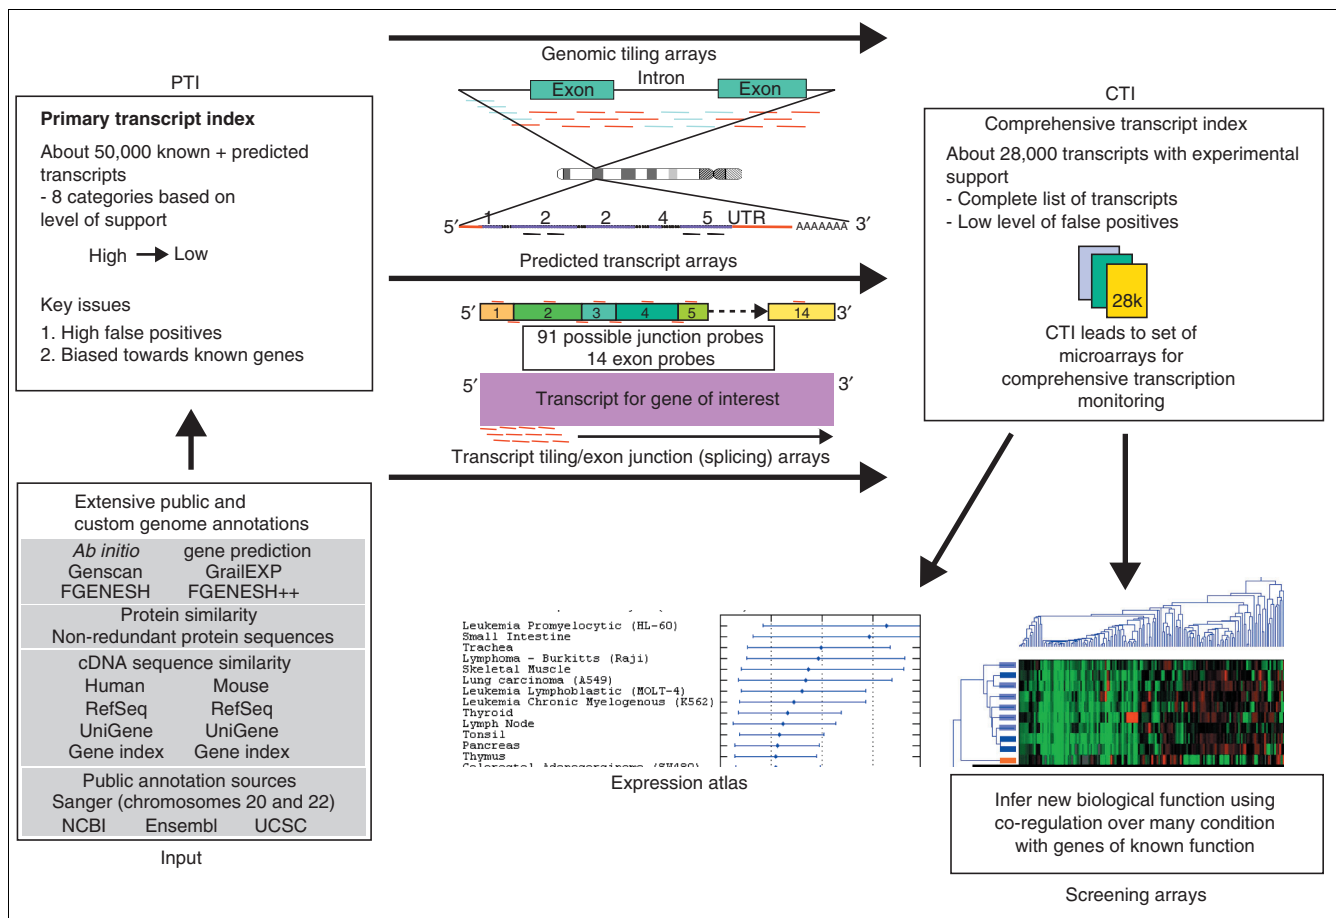 PTI
Primary transcript index
About 50,000 known + predicted
transcripts
- 8 categories based on
level of support
High Low
Key issues
1. High false positives
2. Biased towards known genes
Extensive public and
custom genome annotations
Ab initio gene prediction
Genscan GrailEXP
FGENESH FGENESH++
Protein similarity
Non-redundant protein sequences
cDNA sequence similarity
Human Mouse
RefSeq RefSeq
UniGene UniGene
Gene index Gene index
Public annotation sources
Sanger (chromosomes 20 and 22)
NCBI Ensembl UCSC
Input
Genomic tiling arrays
Intron
Exon Exon
5′ 1 2 2 4 5 UTR AAAAAAA 3′
Predicted transcript arrays
5′ 1 2 3 4 5 14 3′
91 possible junction probes
14 exon probes
5′ 3′
Transcript for gene of interest
Transcript tiling/exon junction (splicing) arrays
CTI
Comprehensive transcript index
About 28,000 transcripts with experimental
support
- Complete list of transcripts
- Low level of false positives
28k
CTI leads to set of
microarrays for
comprehensive transcription
monitoring
Leukemia Promyelocytic (HL-60)
Small Intestine
Trachea
Lymphoma - Burkitts (Raji)
Skeletal Muscle
Lung carcinoma (A549)
Leukemia Lymphoblastic (MOLT-4)
Leukemia Chronic Myelogenous (K562)
Thyroid
Lymph Node
Tonsil
Pancreas
Thymus
Expression atlas
Infer new biological function using
co-regulation over many condition
with genes of known function
Screening arrays